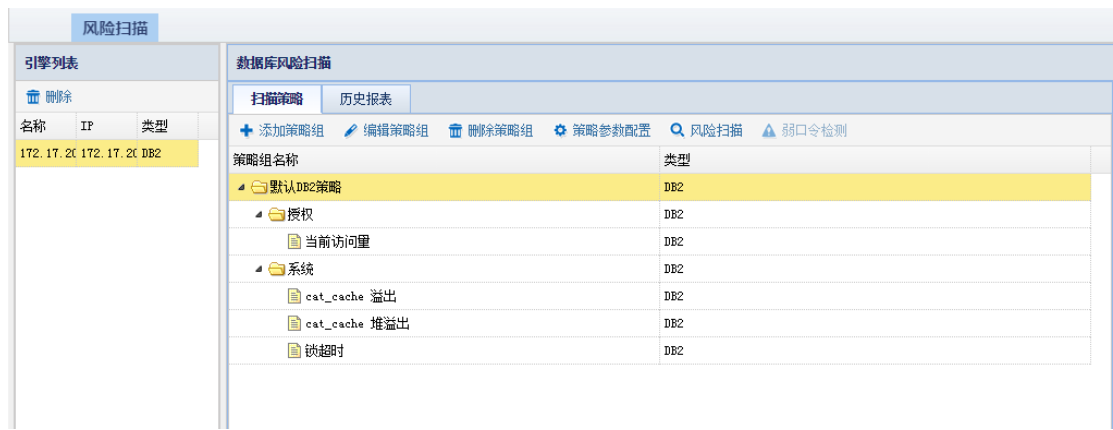 风险扫描
引擎列表
删除
名称 IP 类型
172.17.20 172.17.20 DB2
数据库风险扫描
扫描策略 历史报表
添加策略组 编辑策略组 删除策略组 策略参数配置 风险扫描 弱口令检测
策略组名称 类型
默认DB2策略 DB2
授权 DB2
当前访问量 DB2
系统 DB2
cat_cache 溢出 DB2
cat_cache 堆溢出 DB2
锁超时 DB2